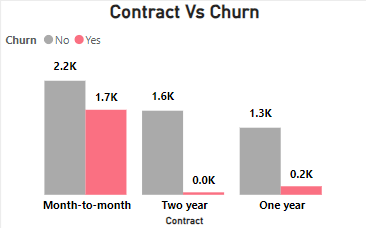 Contract Vs Churn
Churn No Yes
2.2K
1.7K
1.6K
0.0K
1.3K
0.2K
Month-to-month Two year One year
Contract